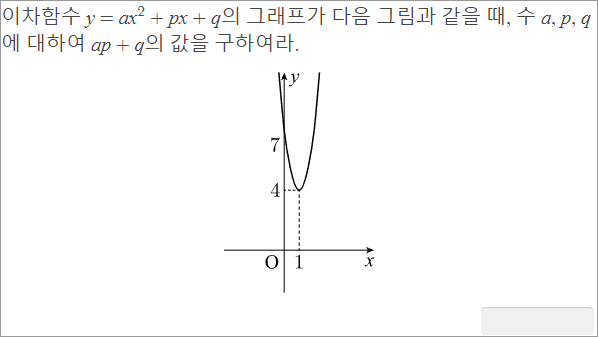 이차함수 y = ax² + px + q의 그래프가 다음 그림과 같을 때, 수 a, p, q
에 대하여 ap + q의 값을 구하여라.
y
7
4
O 1 x